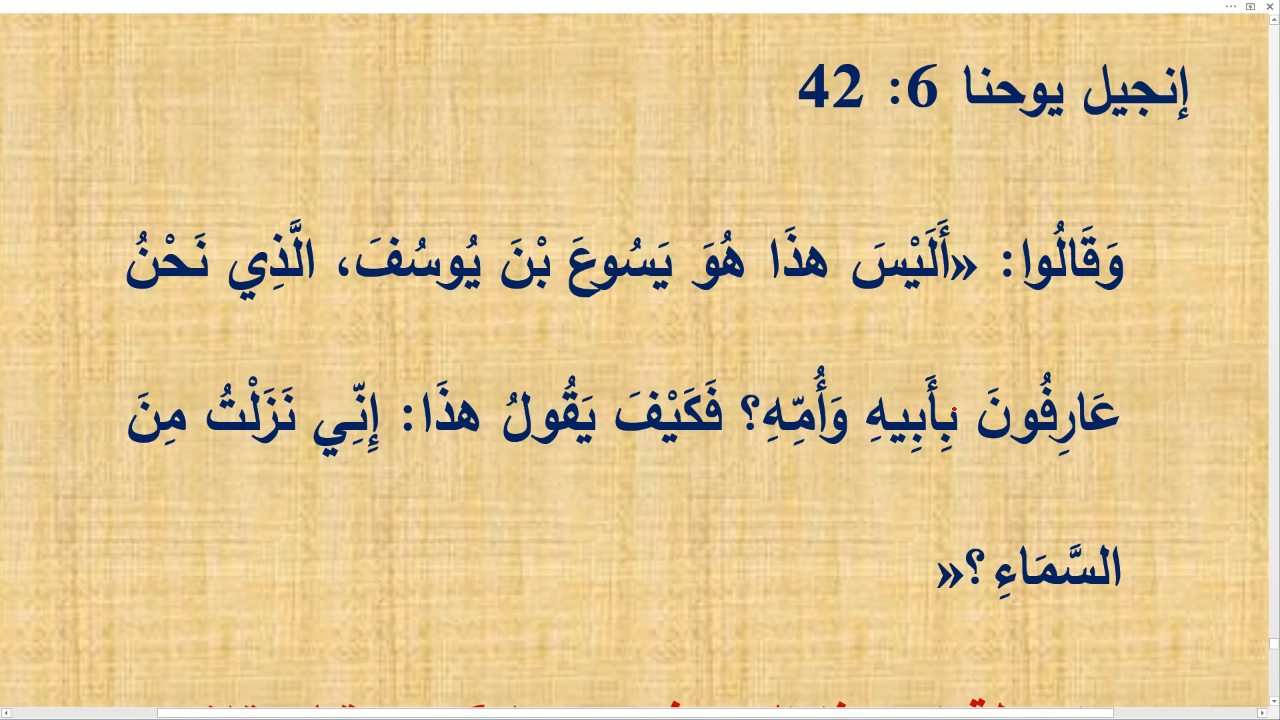 إنجيل يوحنا 6: 42
وَقَالُوا: «أَلَيْسَ هذَا هُوَ يَسُوعَ بْنَ يُوسُفَ، الَّذِي نَحْنُ
عَارِفُونَ بِأَبِيهِ وَأُمِّهِ؟ فَكَيْفَ يَقُولُ هذَا: إِنِّي نَزَلْتُ مِنَ
السَّمَاءِ؟«